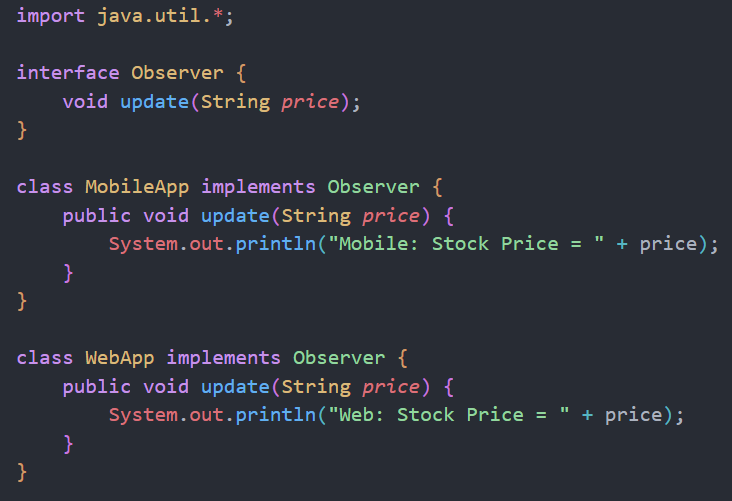 import java.util.*;

interface Observer {
    void update(String price);
}

class MobileApp implements Observer {
    public void update(String price) {
        System.out.println("Mobile: Stock Price = " + price);
    }
}

class WebApp implements Observer {
    public void update(String price) {
        System.out.println("Web: Stock Price = " + price);
    }
}